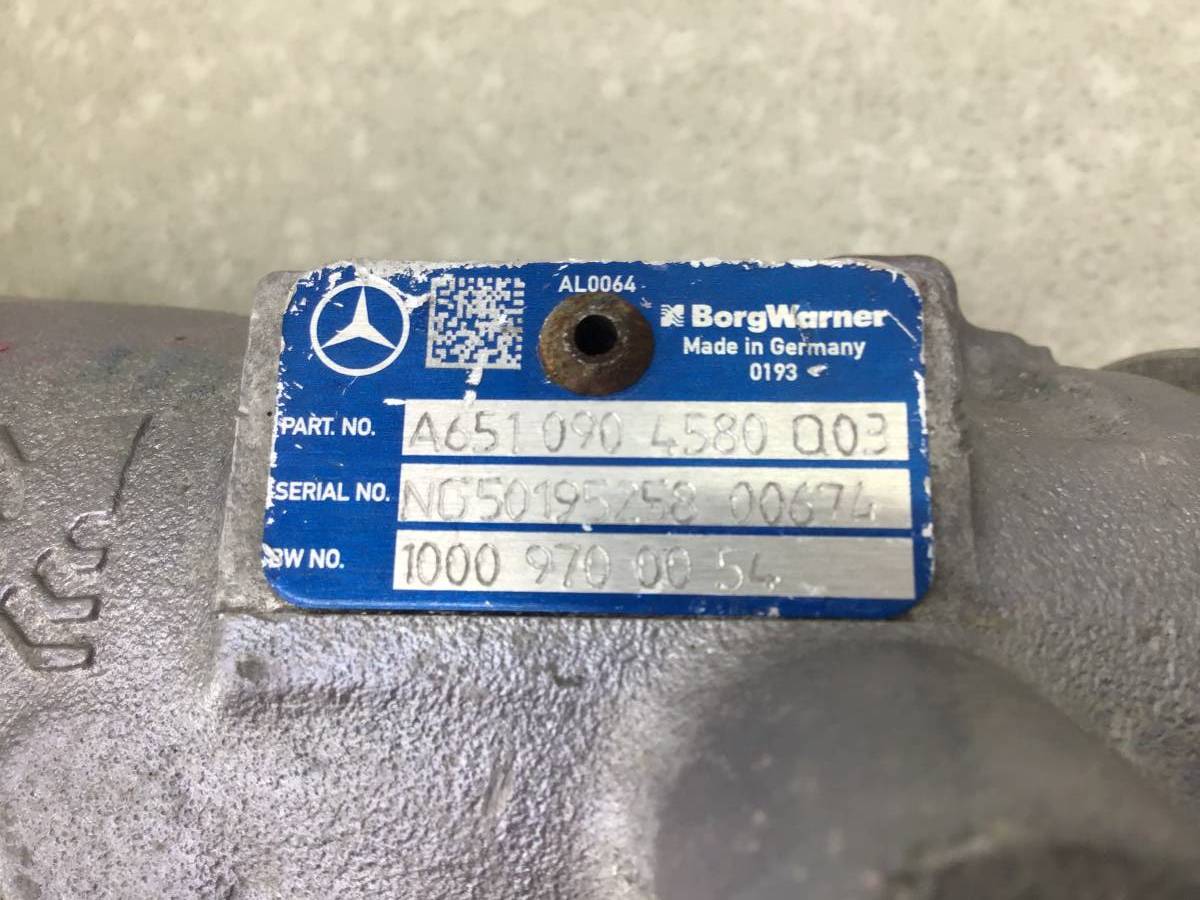 AL0064
BorgWarner
Made in Germany
0193
PART. NO. A651 090 4580 Q03
SERIAL NO. NG50195258 00674
BW NO. 1000 970 00 54